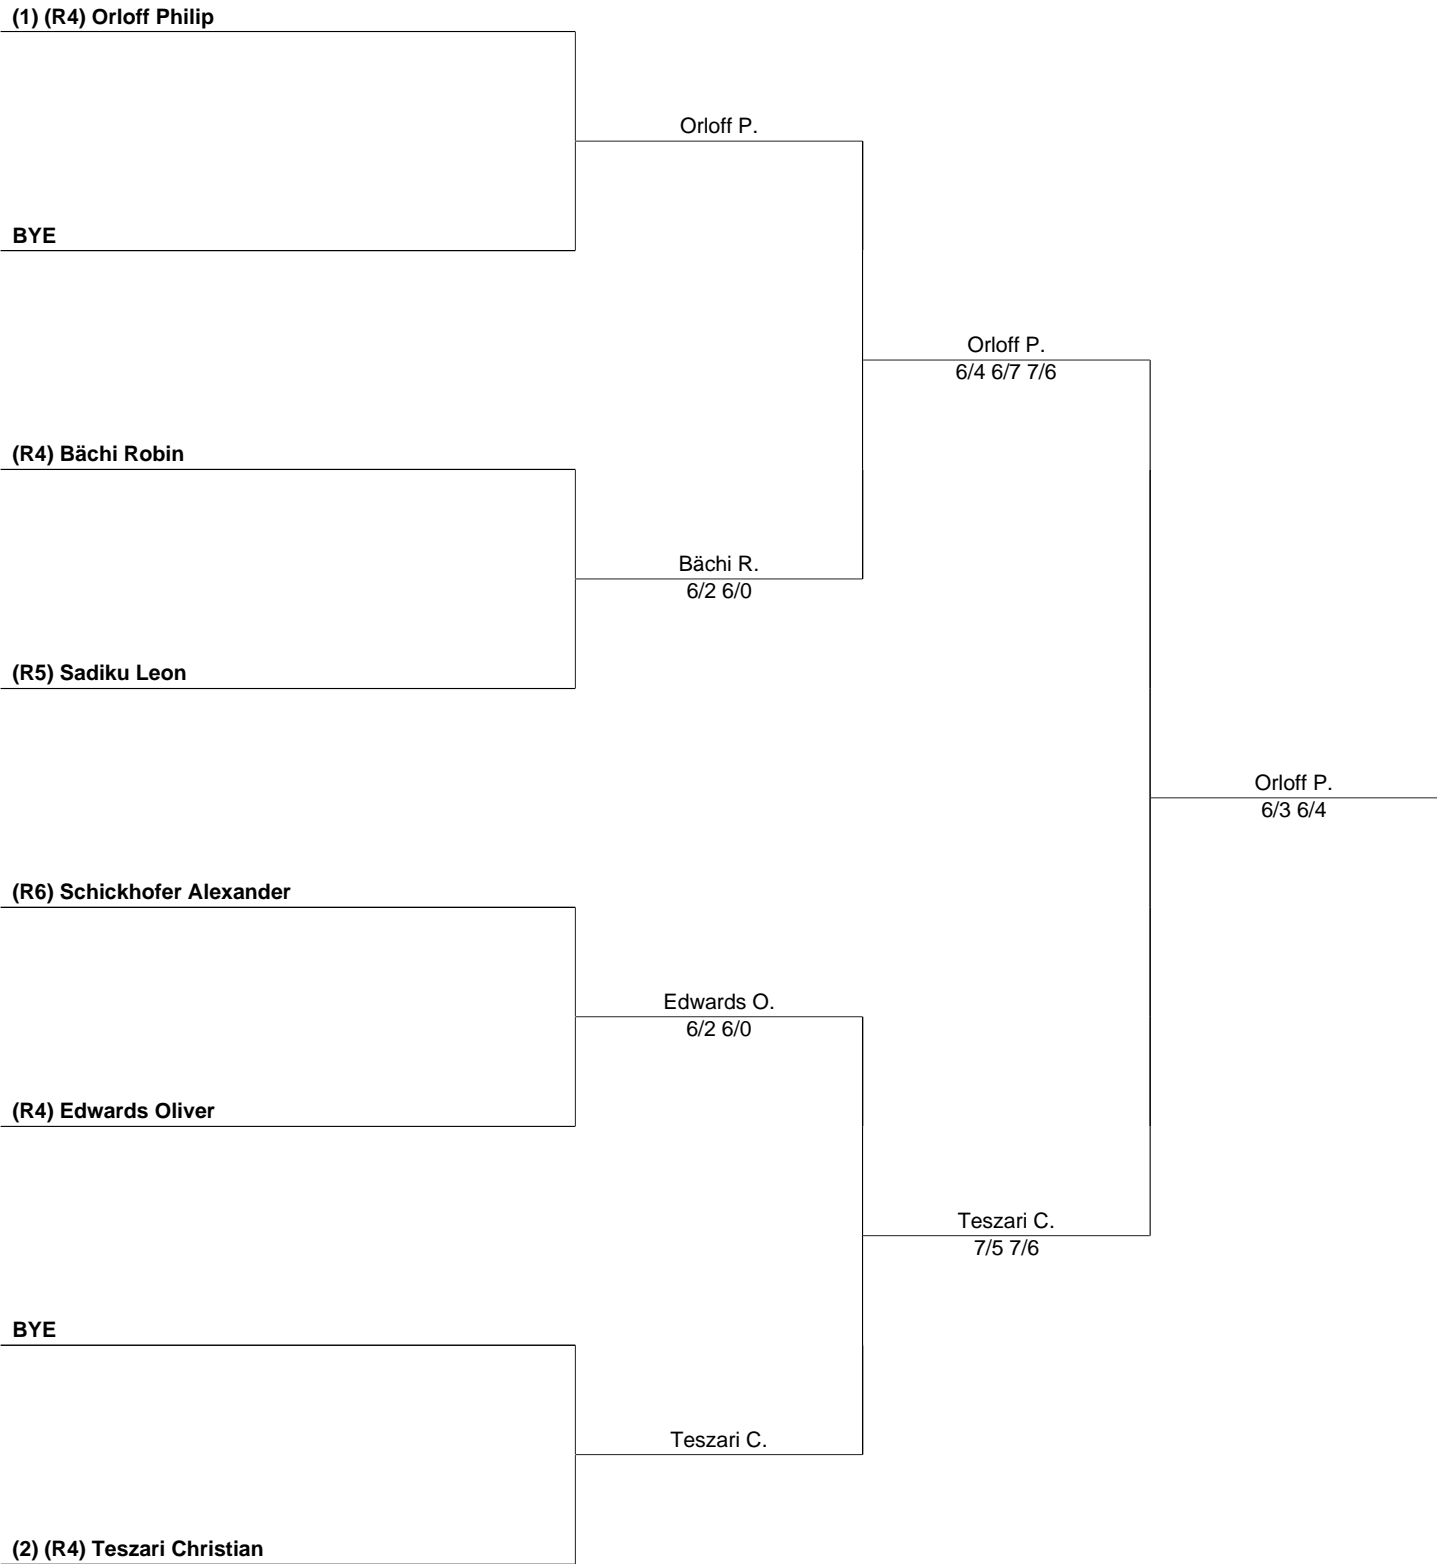 (1) (R4) Orloff Philip
Orloff P.
BYE
Orloff P.
6/4 6/7 7/6
(R4) Bächi Robin
Bächi R.
6/2 6/0
(R5) Sadiku Leon
Orloff P.
6/3 6/4
(R6) Schickhofer Alexander
Edwards O.
6/2 6/0
(R4) Edwards Oliver
Teszari C.
7/5 7/6
BYE
Teszari C.
(2) (R4) Teszari Christian